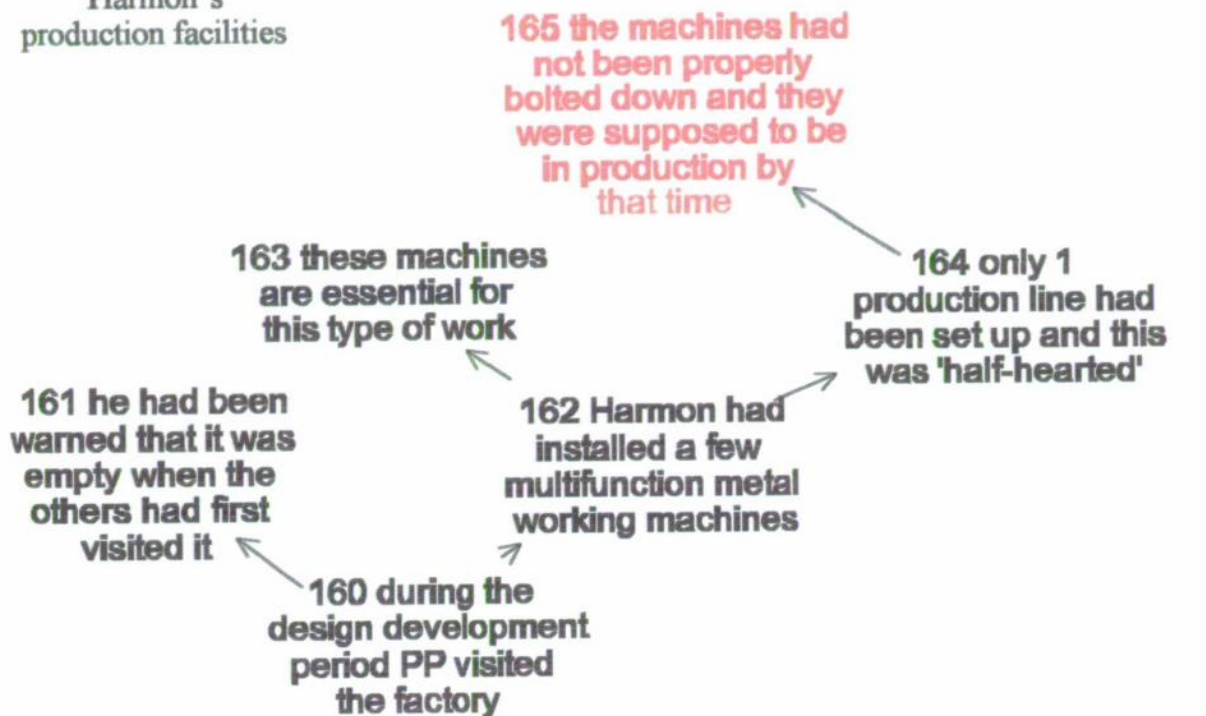 Harmon's
production facilities
165 the machines had
not been properly
bolted down and they
were supposed to be
in production by
that time
163 these machines
are essential for
this type of work
164 only 1
production line had
been set up and this
was 'half-hearted'
161 he had been
warned that it was
empty when the
others had first
visited it
162 Harmon had
installed a few
multifunction metal
working machines
160 during the
design development
period PP visited
the factory